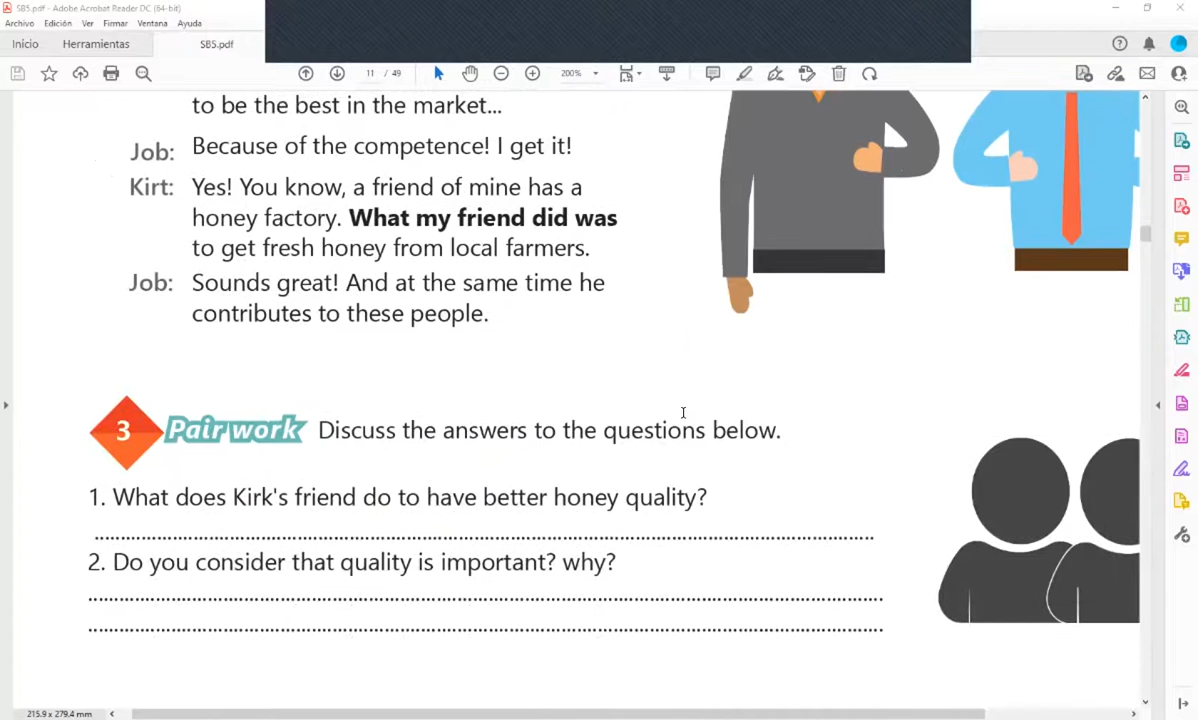 SB5.pdf - Adobe Acrobat Reader DC (64-bit)
Archivo Edición Ver Firmar Ventana Ayuda
Inicio Herramientas SB5.pdf
11 / 49 200%
to be the best in the market...
Job: Because of the competence! I get it!
Kirt: Yes! You know, a friend of mine has a
honey factory. What my friend did was
to get fresh honey from local farmers.
Job: Sounds great! And at the same time he
contributes to these people.
3 Pair work Discuss the answers to the questions below.
1. What does Kirk's friend do to have better honey quality?
2. Do you consider that quality is important? why?
215.9 x 279.4 mm